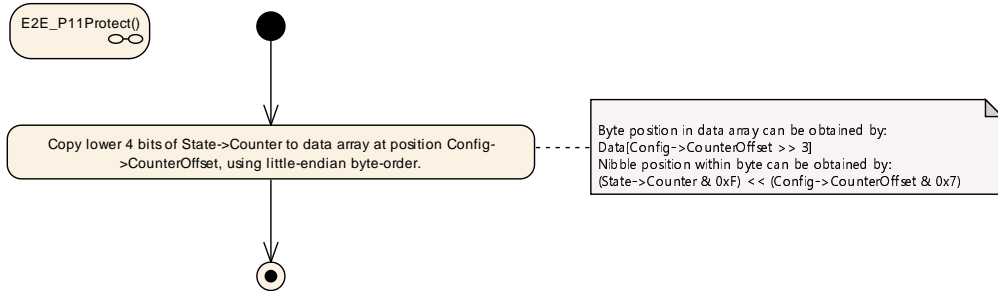 E2E_P11Protect()
Copy lower 4 bits of State->Counter to data array at position Config-
>CounterOffset, using little-endian byte-order.
Byte position in data array can be obtained by:
Data[Config->CounterOffset >> 3]
Nibble position within byte can be obtained by:
(State->Counter & 0xF) << (Config->CounterOffset & 0x7)